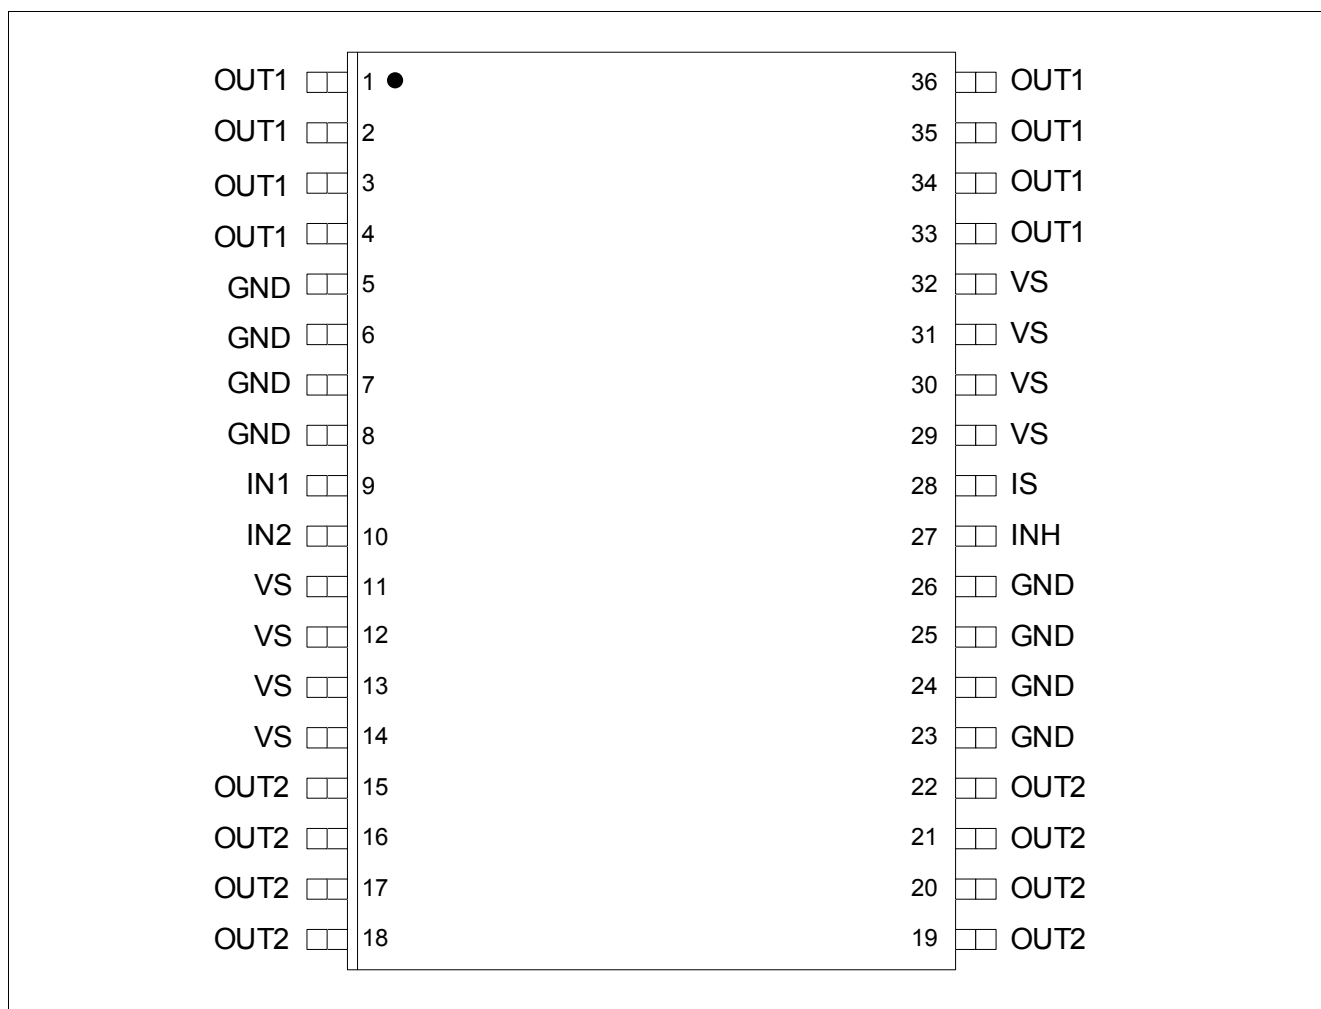 OUT1 1 36 OUT1
OUT1 2 35 OUT1
OUT1 3 34 OUT1
OUT1 4 33 OUT1
GND 5 32 VS
GND 6 31 VS
GND 7 30 VS
GND 8 29 VS
IN1 9 28 IS
IN2 10 27 INH
VS 11 26 GND
VS 12 25 GND
VS 13 24 GND
VS 14 23 GND
OUT2 15 22 OUT2
OUT2 16 21 OUT2
OUT2 17 20 OUT2
OUT2 18 19 OUT2